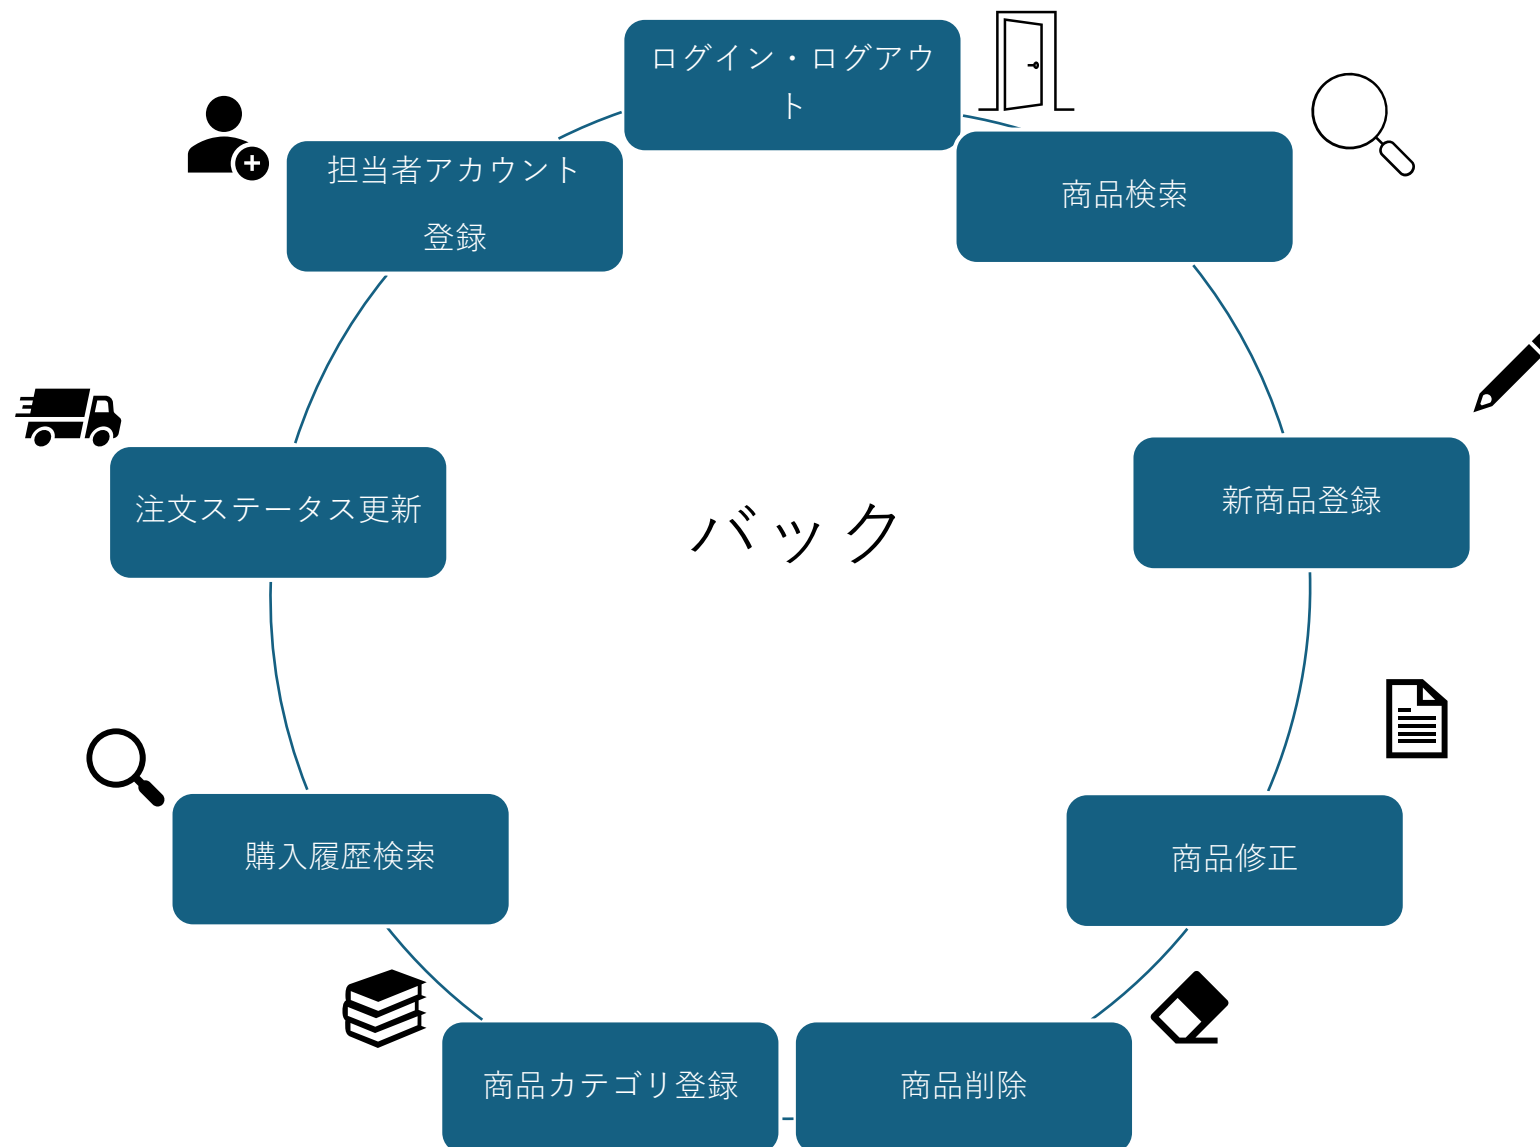 ログイン・ログアウ
ト
商品検索
新商品登録
商品修正
商品削除
商品カテゴリ登録
購入履歴検索
注文ステータス更新
担当者アカウント
登録
バック